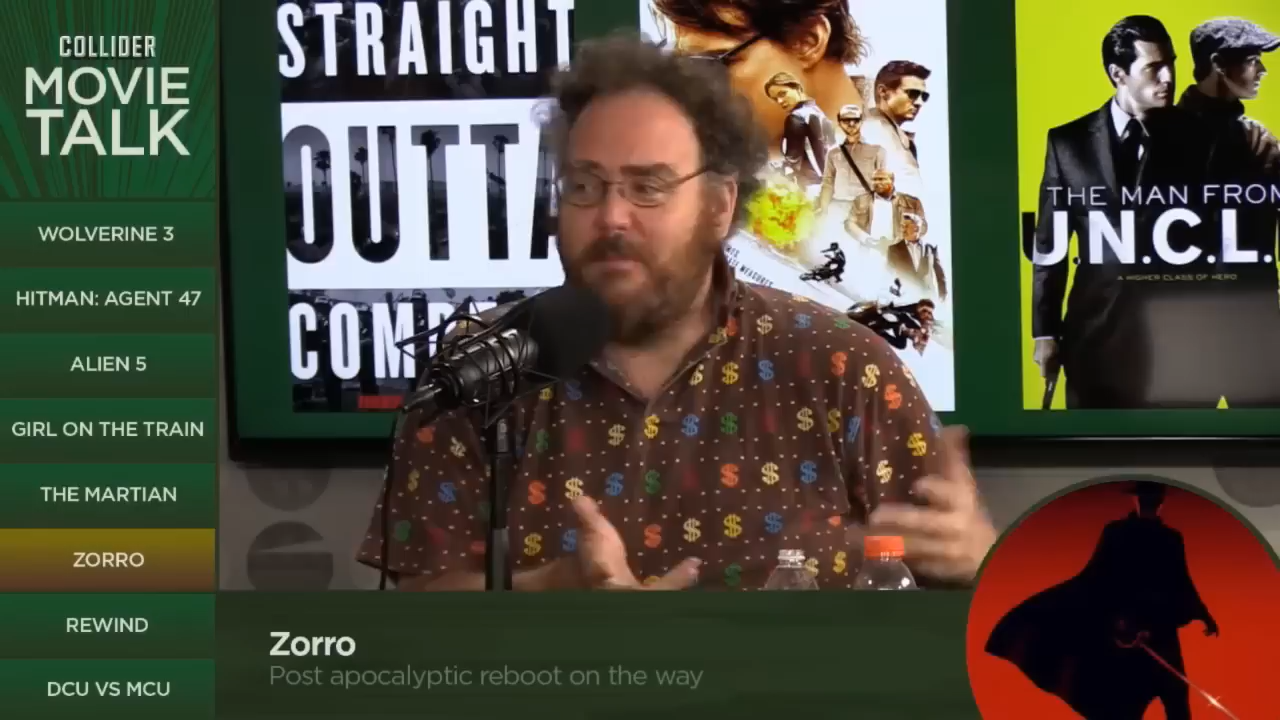 COLLIDER
MOVIE
TALK
WOLVERINE 3
HITMAN: AGENT 47
ALIEN 5
GIRL ON THE TRAIN
THE MARTIAN
ZORRO
REWIND
DCU VS MCU
STRAIGHT
OUTTA
COMP
THE MAN FROM
U.N.C.L.
A HIGHER CLASS OF HERO
Zorro
Post apocalyptic reboot on the way